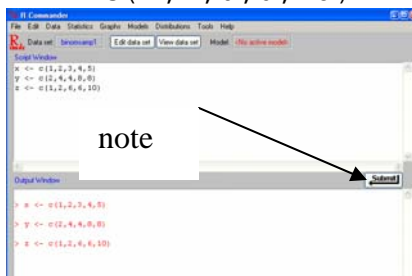 R Commander
File Edit Data Statistics Graphs Models Distributions Tools Help
Data set: Edit data set View data set Model: <No active model>
Script Window
x <- c(1,2,3,4,5)
y <- c(2,4,4,8,8)
z <- c(1,2,6,6,10)
note
Output Window Submit
> x <- c(1,2,3,4,5)
> y <- c(2,4,4,8,8)
> z <- c(1,2,6,6,10)